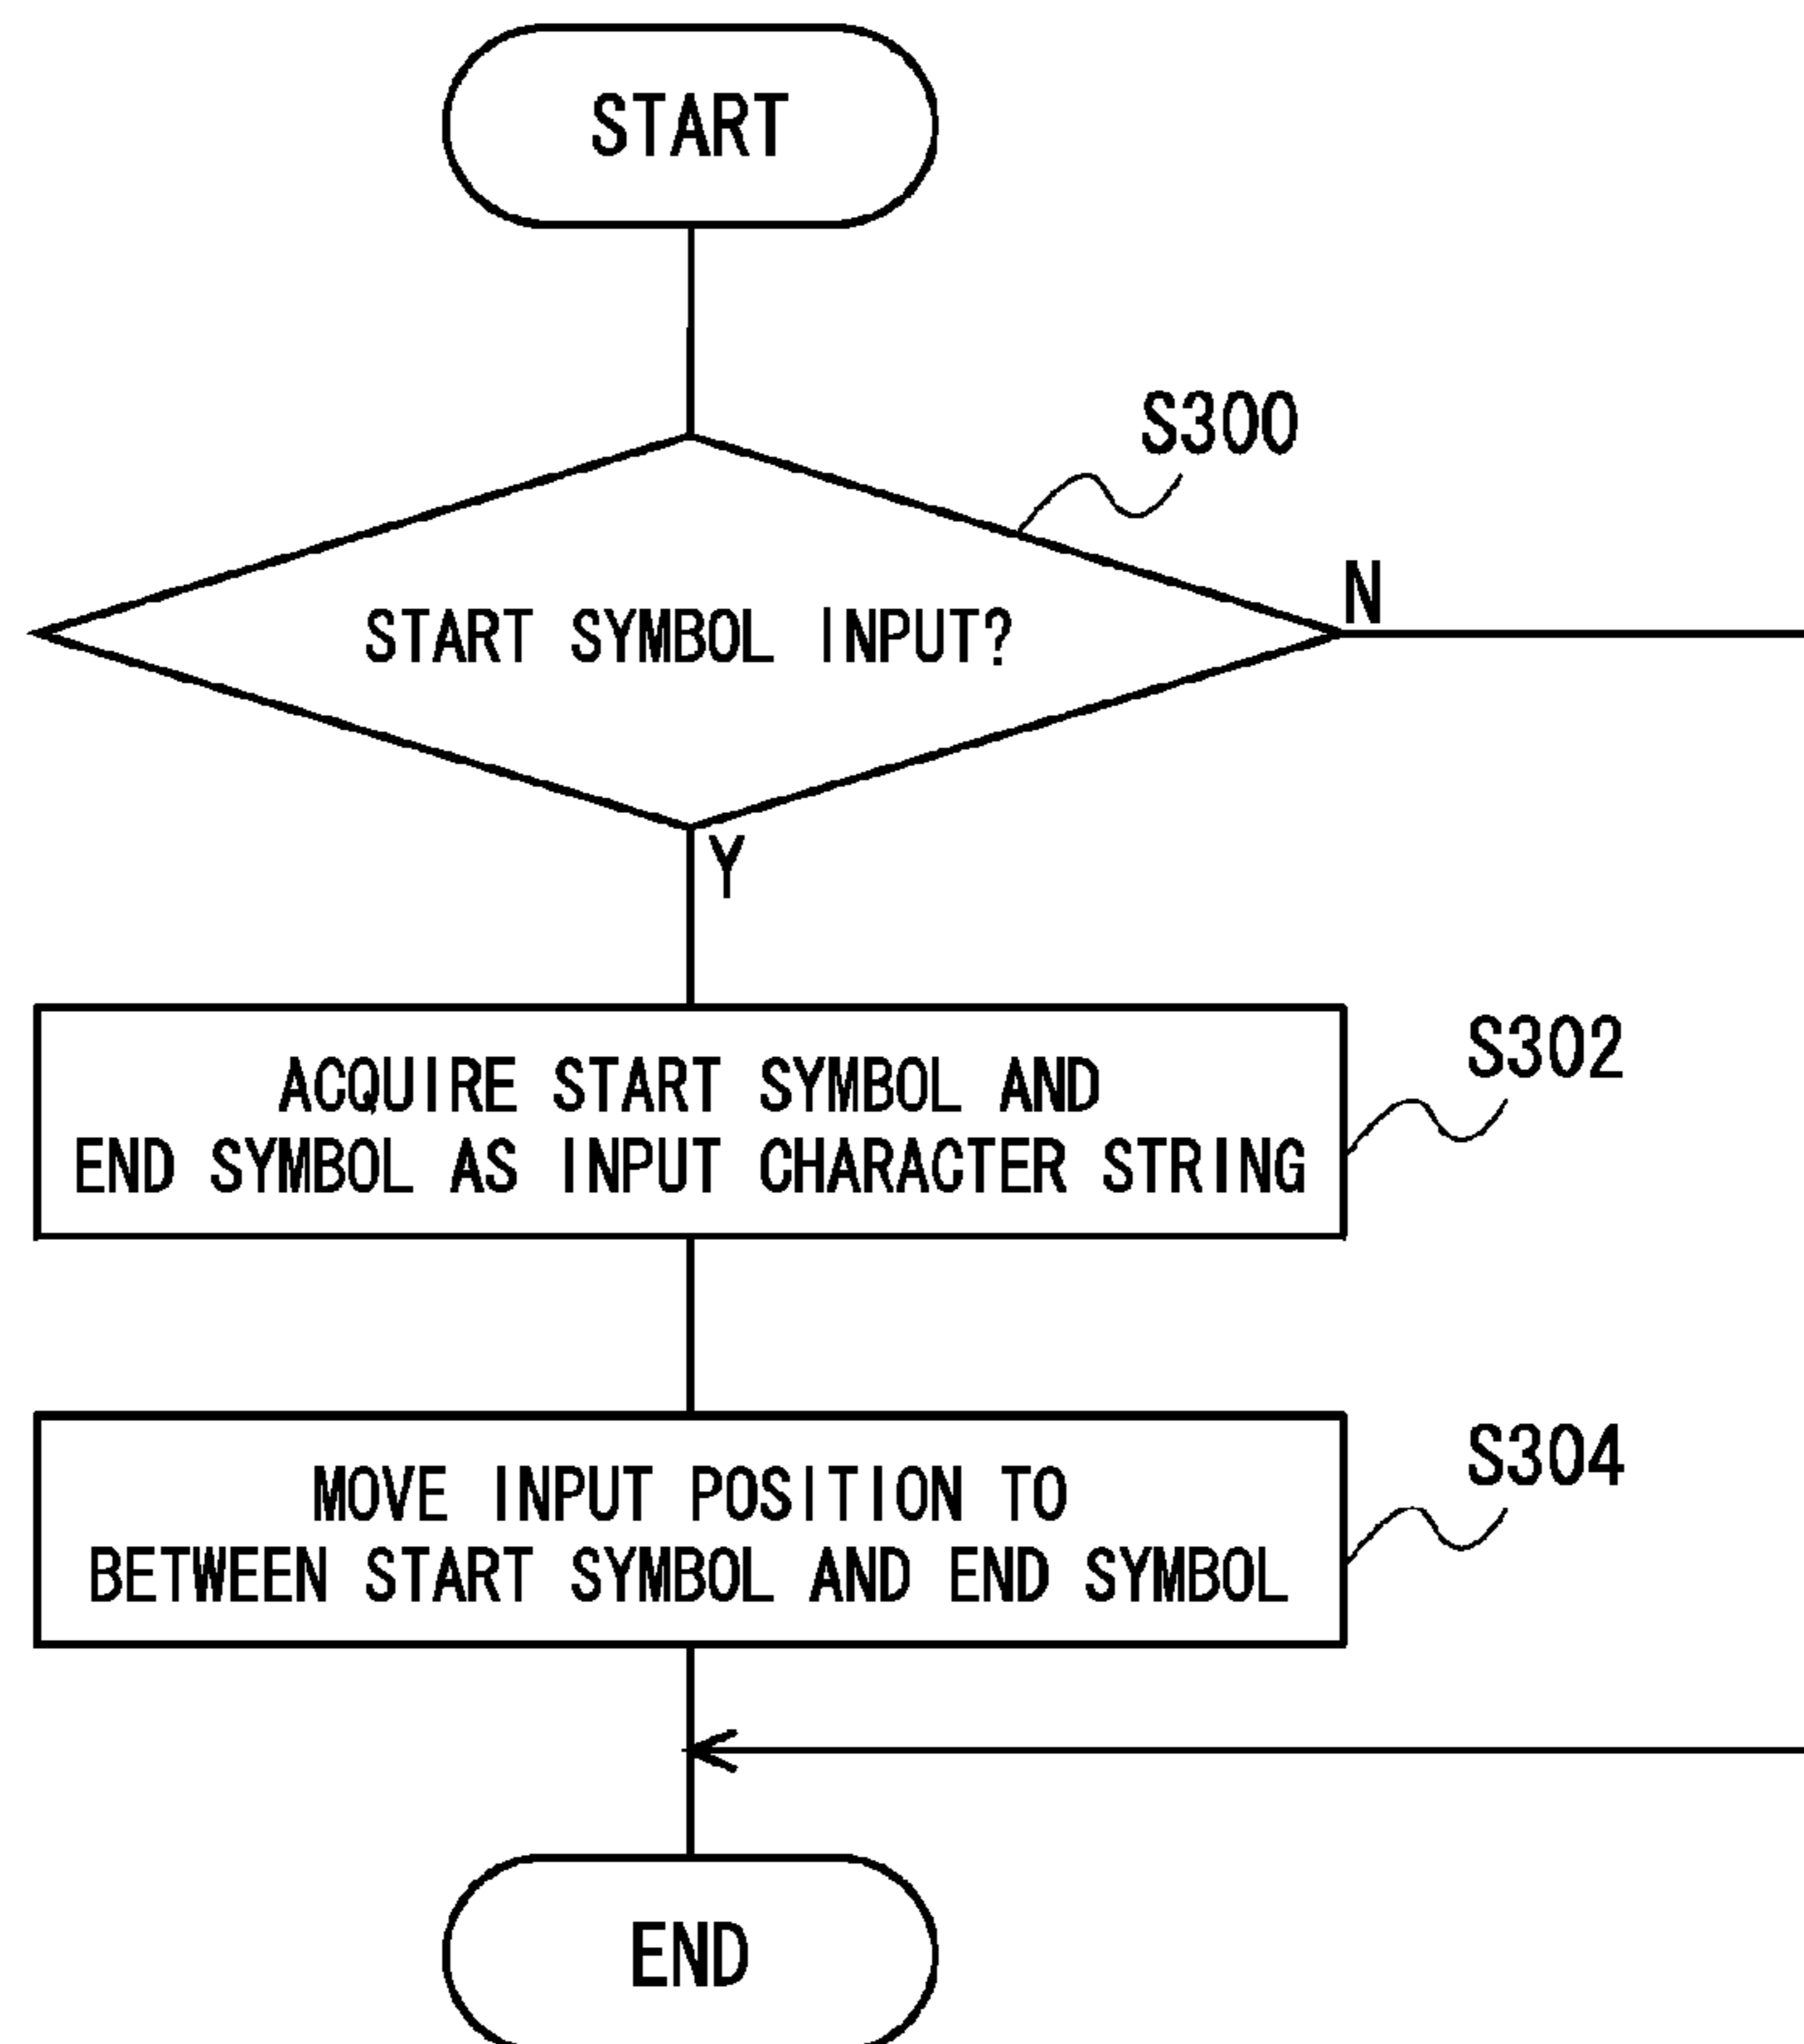 START
S300
N
START SYMBOL INPUT?
Y
S302
ACQUIRE START SYMBOL AND
END SYMBOL AS INPUT CHARACTER STRING
S304
MOVE INPUT POSITION TO
BETWEEN START SYMBOL AND END SYMBOL
END